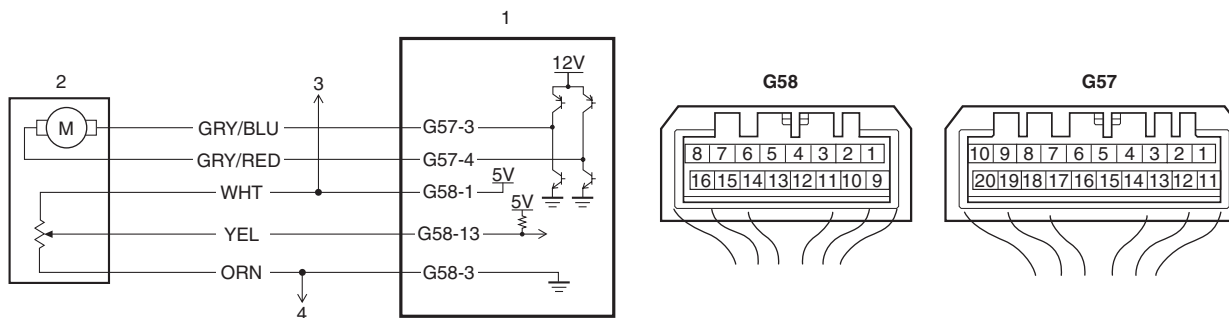 1
2
3
12V
M
GRY/BLU
G57-3
GRY/RED
G57-4
WHT
G58-1
5V
5V
YEL
G58-13
ORN
G58-3
4
G58
8 7 6 5 4 3 2 1
16 15 14 13 12 11 10 9
G57
10 9 8 7 6 5 4 3 2 1
20 19 18 17 16 15 14 13 12 11